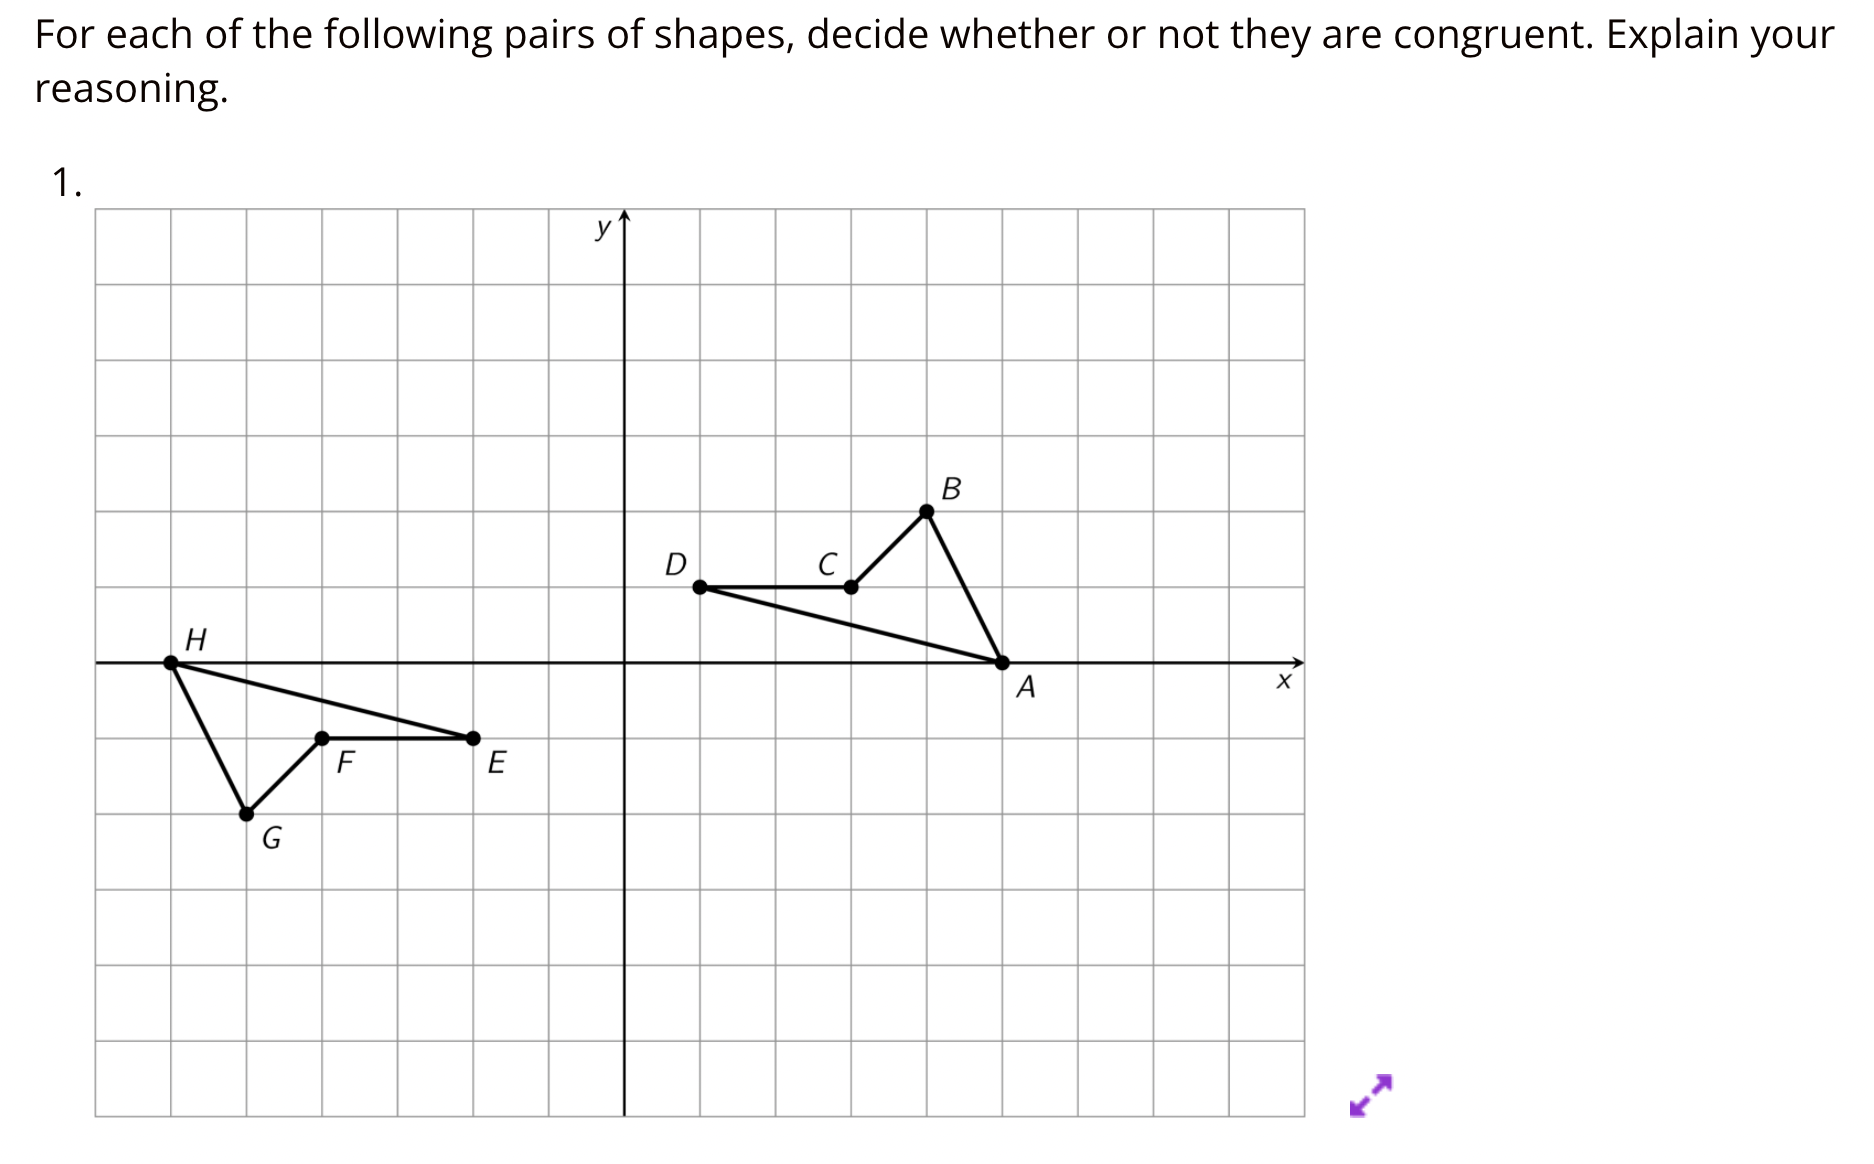 For each of the following pairs of shapes, decide whether or not they are congruent. Explain your
reasoning.
1.
y
B
D
C
H
A
x
F
E
G